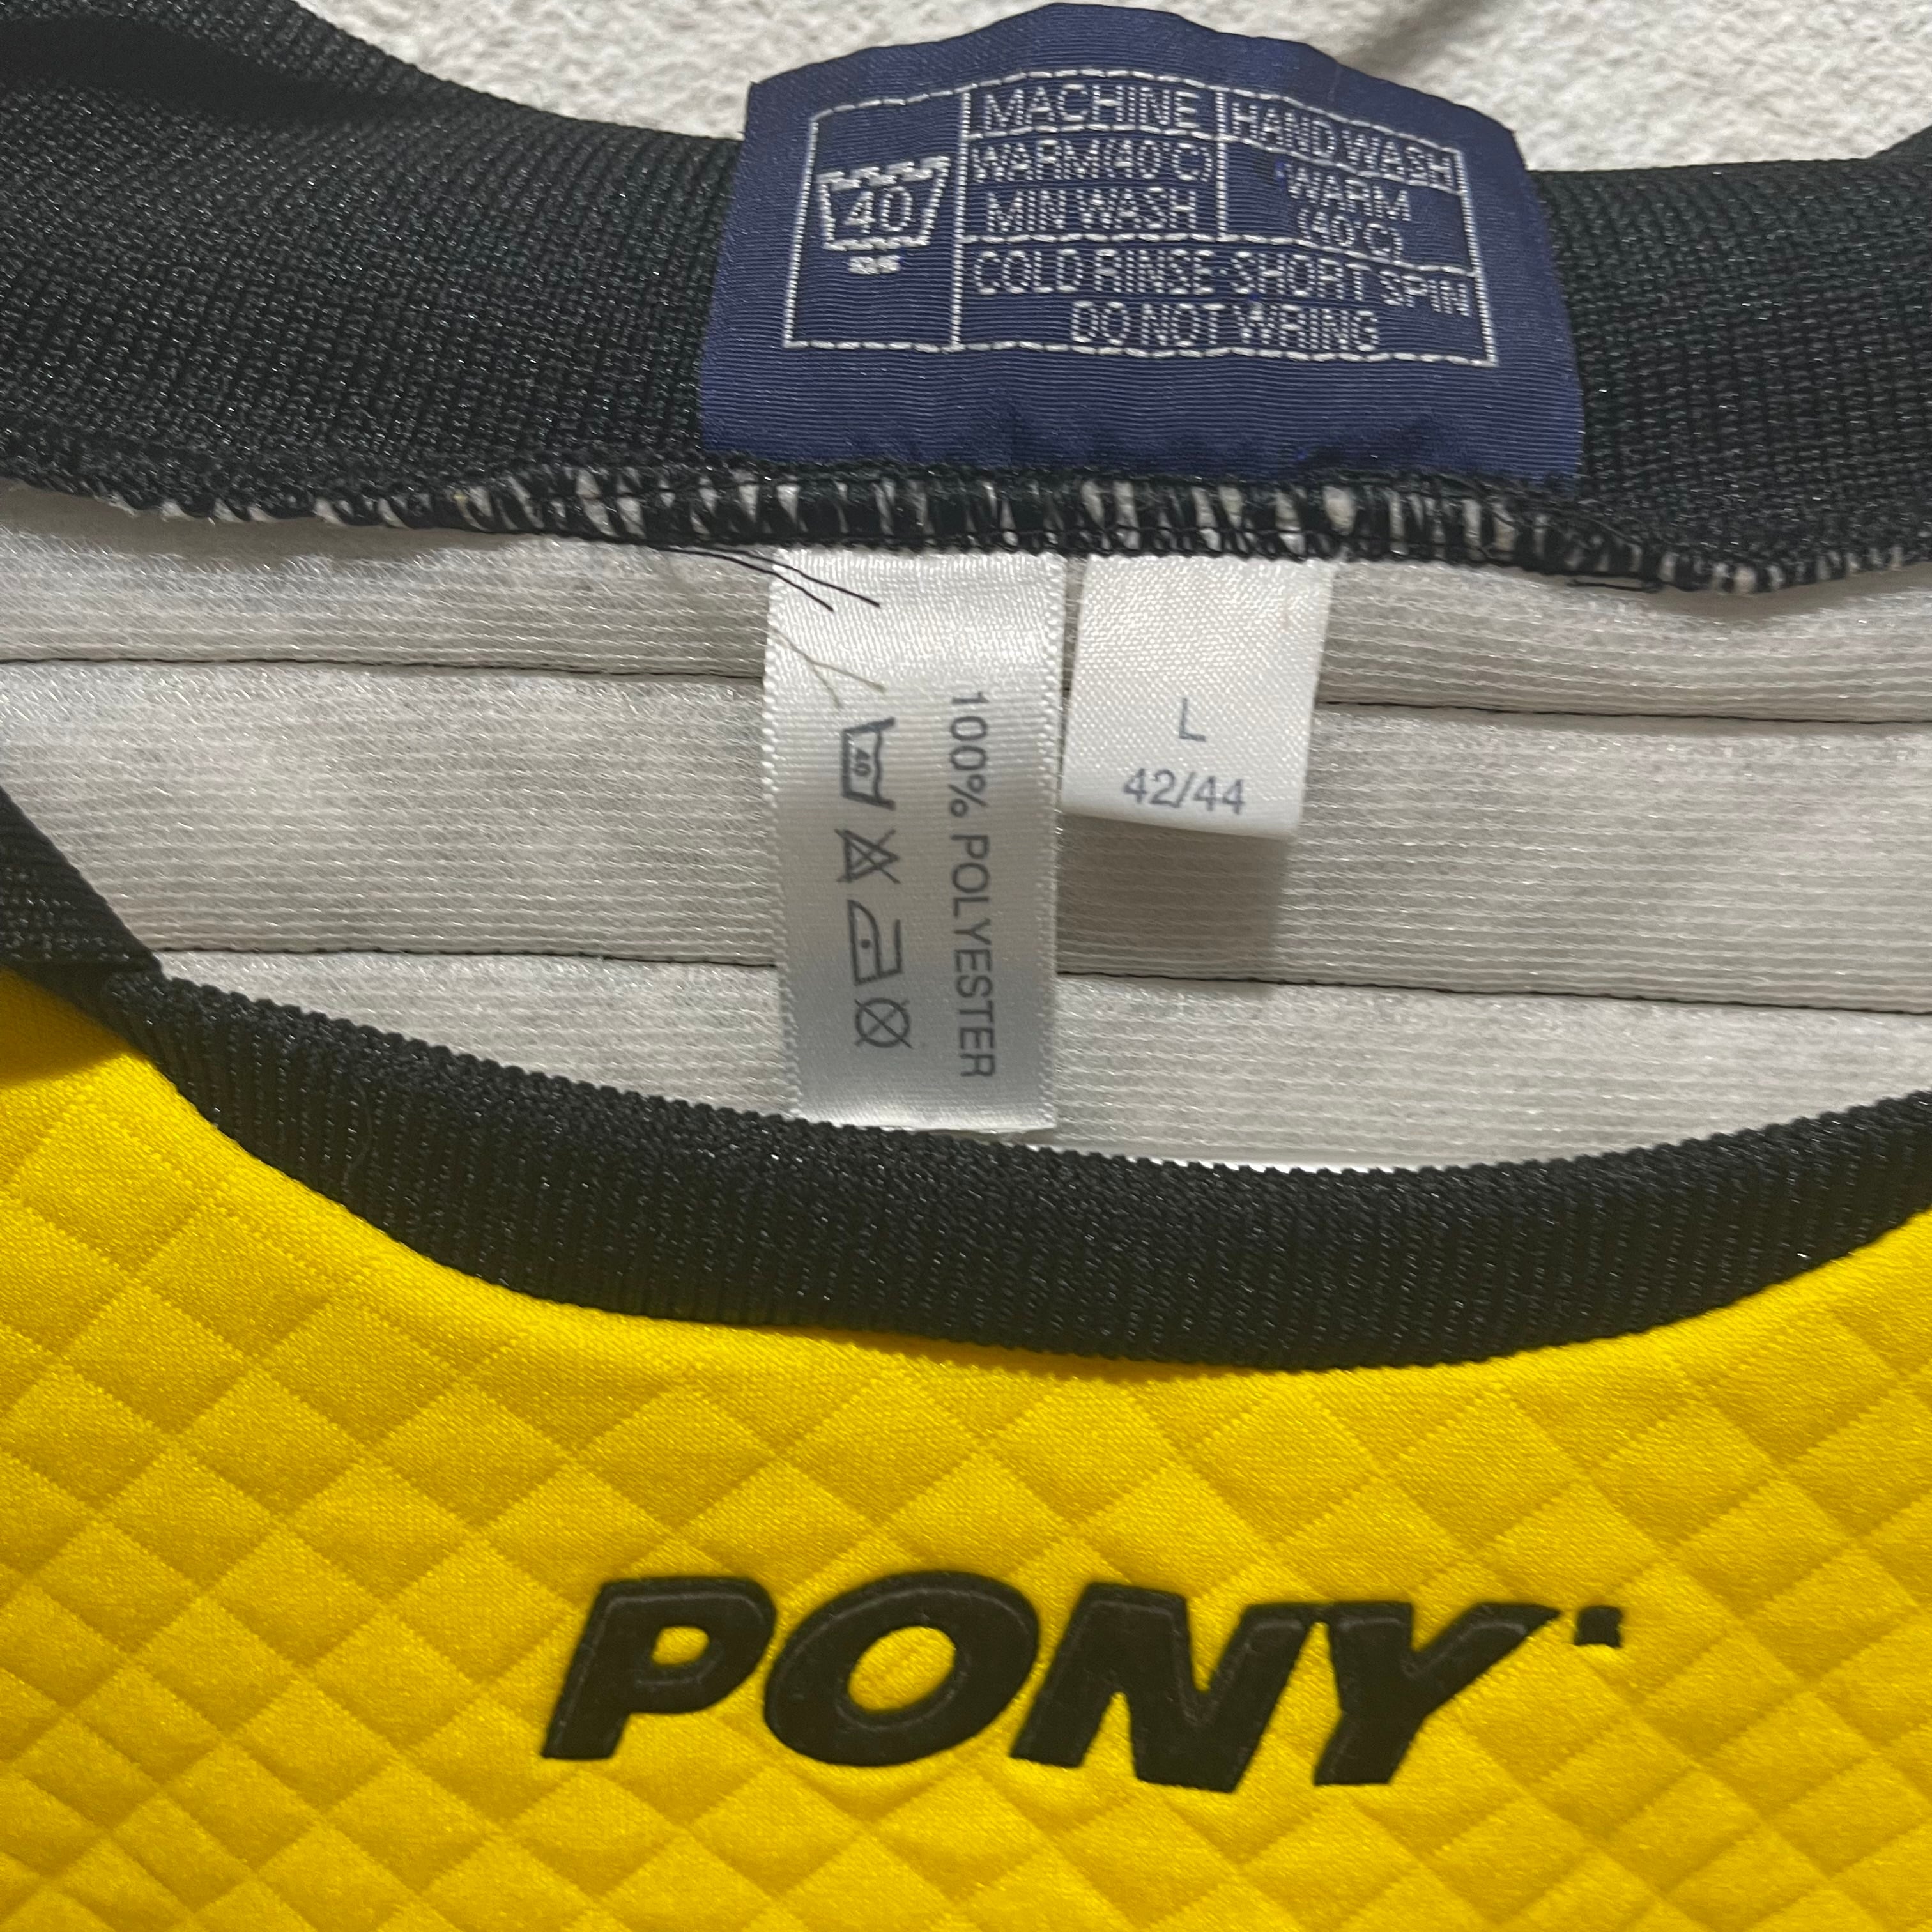 MACHINE
HAND WASH
WARM(40°C)
MIN WASH
WARM
(40°C)
40
COLD RINSE-SHORT SPIN
DO NOT WRING
100% POLYESTER
40
L
42/44
PONY